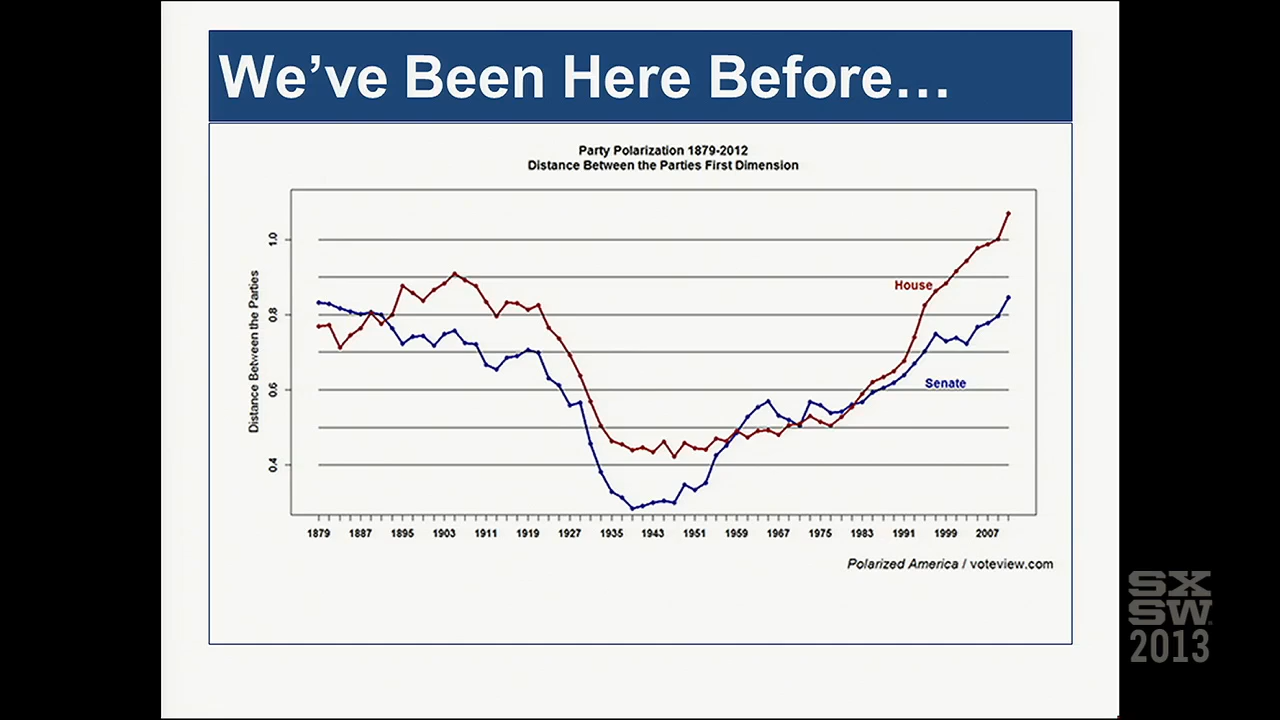 We've Been Here Before...
Party Polarization 1879-2012
Distance Between the Parties First Dimension
Distance Between the Parties
1.0
0.8
0.6
0.4
House
Senate
1879 1887 1895 1903 1911 1919 1927 1935 1943 1951 1959 1967 1975 1983 1991 1999 2007
Polarized America / voteview.com
SX
SW®
2013